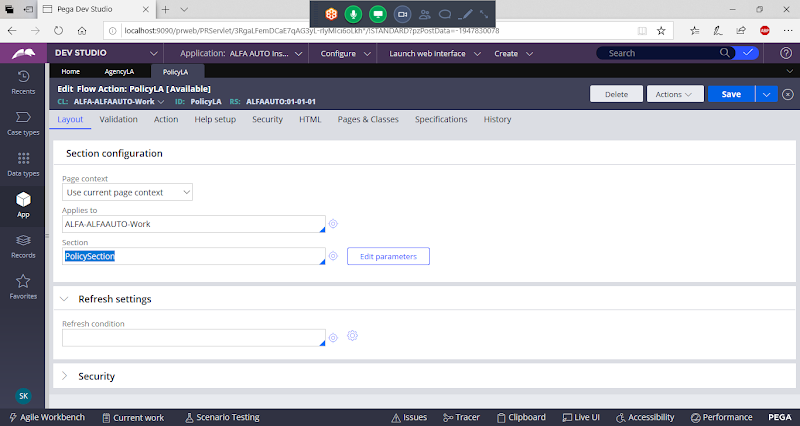 Pega Dev Studio
localhost:9090/prweb/PRServlet/3RgaLFemDCaE7qAG3yL-rlyMlci6oLkh*/!STANDARD?pzPostData=-1947830078
ABP
DEV STUDIO
Application: ALFA AUTO Ins...
Configure
Launch web interface
Create
Search
Home
AgencyLA
PolicyLA
Recents
Edit Flow Action: PolicyLA [Available]
CL: ALFA-ALFAAUTO-Work
ID: PolicyLA
RS: ALFAAUTO:01-01-01
Delete
Actions
Save
Layout
Validation
Action
Help setup
Security
HTML
Pages & Classes
Specifications
History
Case types
Section configuration
Data types
Page context
Use current page context
App
Applies to
ALFA-ALFAAUTO-Work
Section
Records
PolicySection
Edit parameters
Favorites
Refresh settings
Refresh condition
Security
SK
Agile Workbench
Current work
Scenario Testing
Issues
Tracer
Clipboard
Live UI
Accessibility
Performance
PEGA